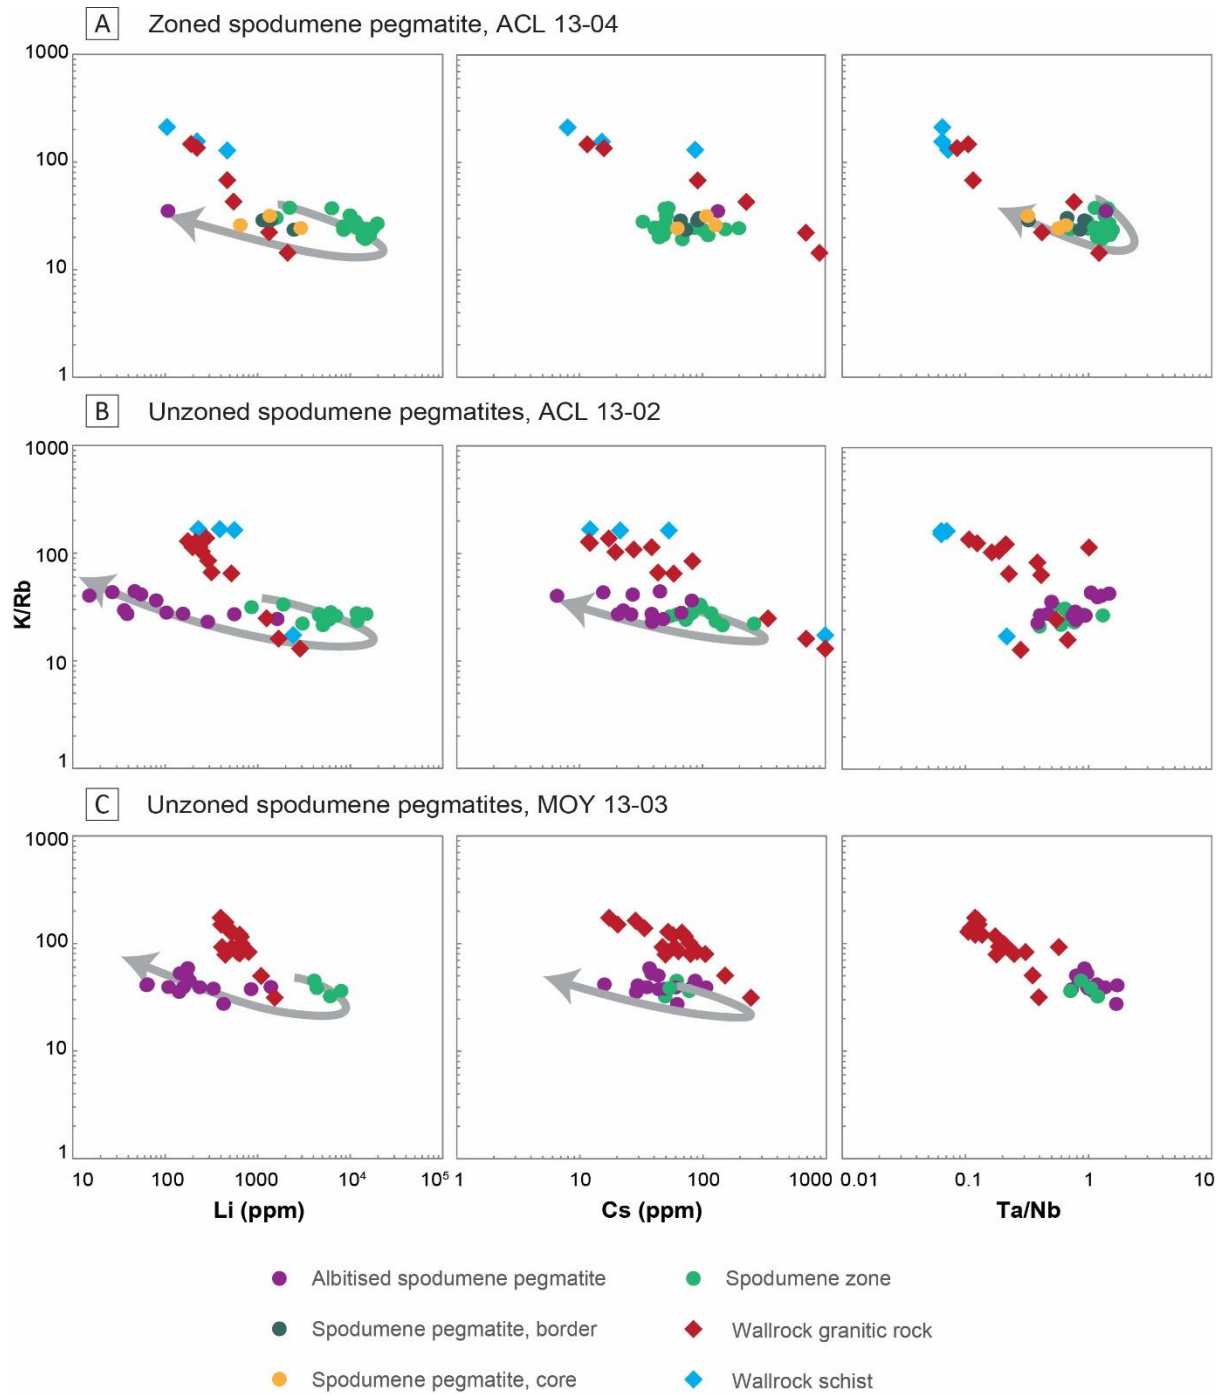 A Zoned spodumene pegmatite, ACL 13-04
1000
100
10
1
B Unzoned spodumene pegmatites, ACL 13-02
1000
100
10
1
K/Rb
C Unzoned spodumene pegmatites, MOY 13-03
1000
100
10
1
10 100 1000 10⁴ 10⁵ 1 10 100 1000 0.01 0.1 1 10
Li (ppm) Cs (ppm) Ta/Nb
Albitised spodumene pegmatite Spodumene zone
Spodumene pegmatite, border Wallrock granitic rock
Spodumene pegmatite, core Wallrock schist